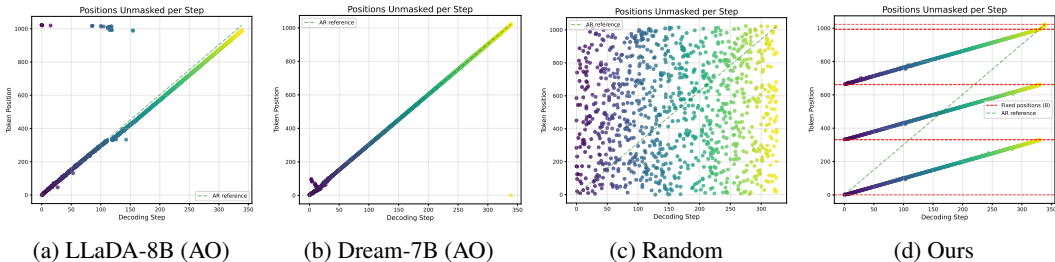 Positions Unmasked per Step
1000
800
600
400
200
0
Token Position
AR reference
0
50
100
150
200
250
300
350
Decoding Step
(a) LLaDA-8B (AO)
Positions Unmasked per Step
AR reference
1000
800
600
400
200
0
Token Position
0
50
100
150
200
250
300
350
Decoding Step
(b) Dream-7B (AO)
Positions Unmasked per Step
AR reference
1000
800
600
400
200
0
Token Position
0
50
100
150
200
250
300
Decoding Step
(c) Random
Positions Unmasked per Step
1000
800
600
400
200
0
Token Position
Fixed positions (8)
AR reference
0
50
100
150
200
250
300
350
Decoding Step
(d) Ours